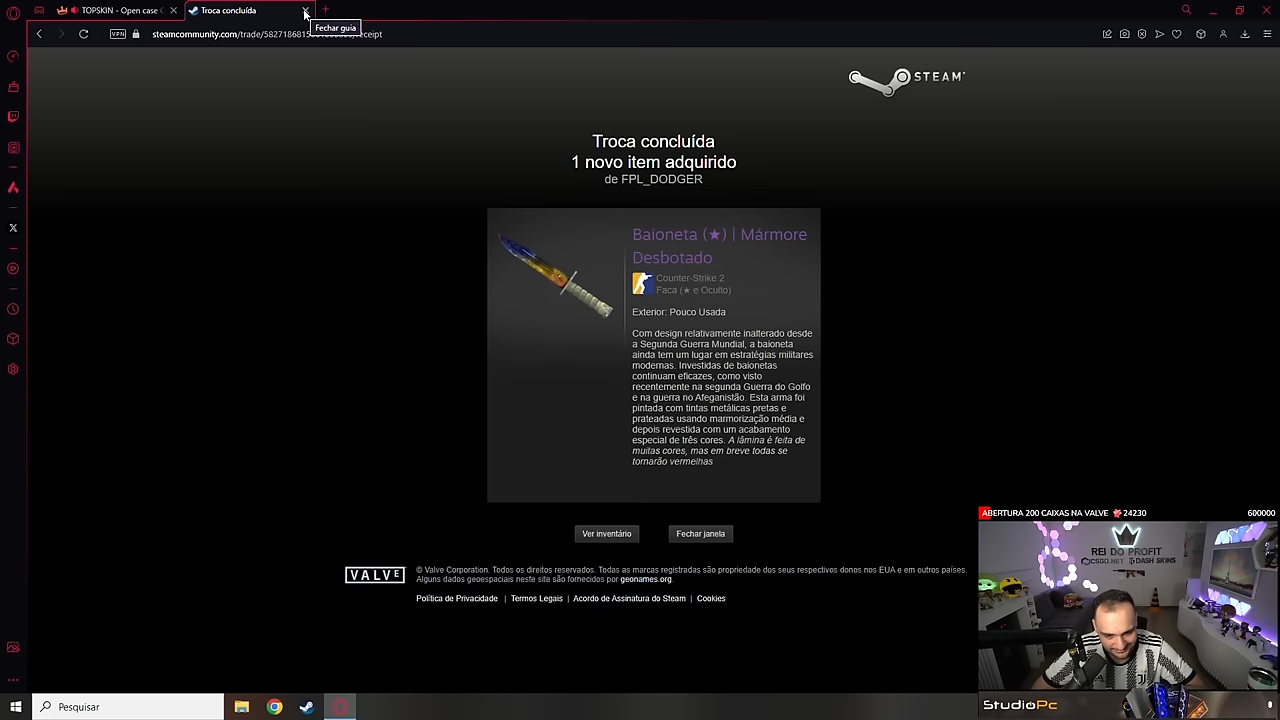 TOPSKIN - Open case
Troca concluída
Fechar guia
VPN
steamcommunity.com/trade/
STEAM
Troca concluída
1 novo item adquirido
de FPL_DODGER
Baioneta (★) | Mármore
Desbotado
Counter-Strike 2
Faca (★ e Oculto)
Exterior: Pouco Usada
Com design relativamente inalterado desde
a Segunda Guerra Mundial, a baioneta
ainda tem um lugar em estratégias militares
modernas. Investidas de baionetas
continuam eficazes, como visto
recentemente na segunda Guerra do Golfo
e na guerra no Afeganistão. Esta arma foi
pintada com tintas metálicas pretas e
prateadas usando marmorização média e
depois revestida com um acabamento
especial de três cores. A lâmina é feita de
muitas cores, mas em breve todas se
tornarão vermelhas
Ver inventário
Fechar janela
VALVE
© Valve Corporation. Todos os direitos reservados. Todas as marcas registradas são propriedade dos seus respectivos donos nos EUA e em outros países.
Alguns dados geoespaciais neste site são fornecidos por geonames.org.
Política de Privacidade | Termos Legais | Acordo de Assinatura do Steam | Cookies
ABERTURA 200 CAIXAS NA VALVE 24230 600000
REI DO PROFIT
CSGO.NET DASH SKINS
StudioPc
Pesquisar